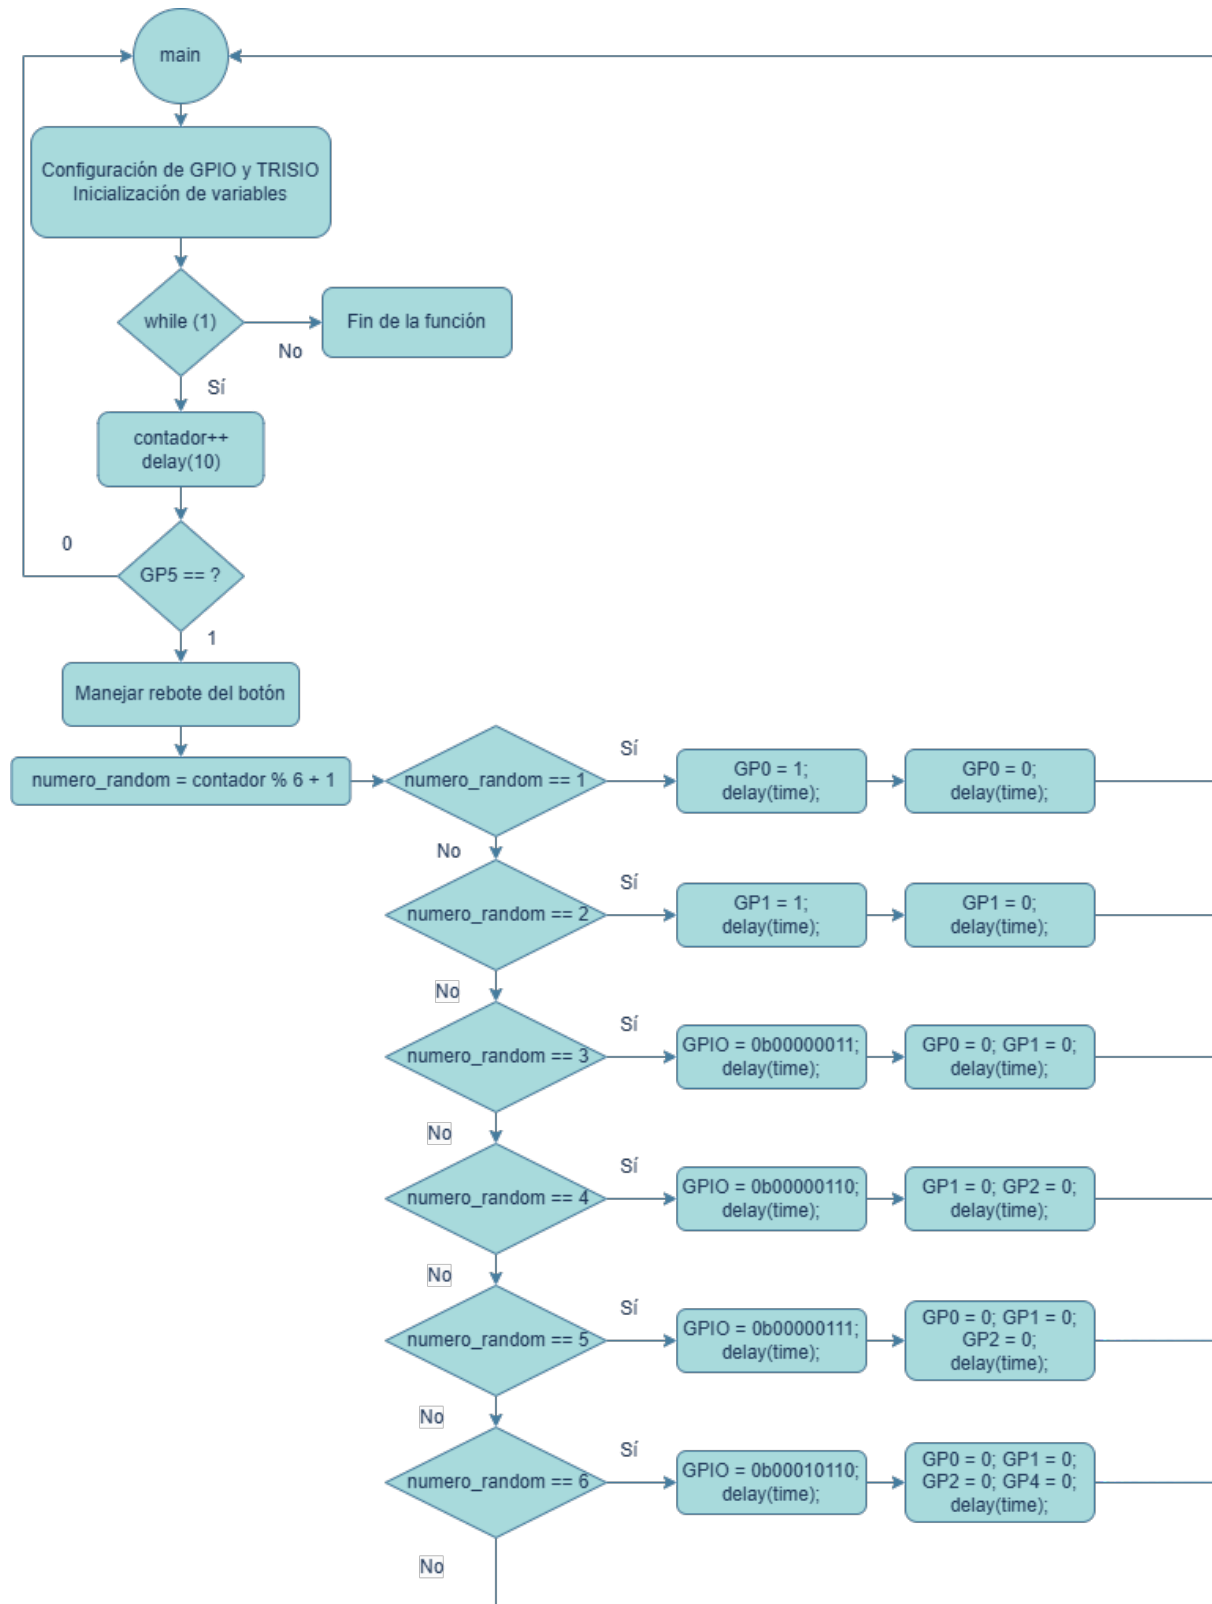 main
Configuración de GPIO y TRISIO
Inicialización de variables
while (1)
Fin de la función
No
Sí
contador++
delay(10)
0
GP5 == ?
1
Manejar rebote del botón
numero_random = contador % 6 + 1
numero_random == 1
Sí
GP0 = 1;
delay(time);
GP0 = 0;
delay(time);
No
numero_random == 2
Sí
GP1 = 1;
delay(time);
GP1 = 0;
delay(time);
No
numero_random == 3
Sí
GPIO = 0b00000011;
delay(time);
GP0 = 0; GP1 = 0;
delay(time);
No
numero_random == 4
Sí
GPIO = 0b00000110;
delay(time);
GP1 = 0; GP2 = 0;
delay(time);
No
numero_random == 5
Sí
GPIO = 0b00000111;
delay(time);
GP0 = 0; GP1 = 0;
GP2 = 0;
delay(time);
No
numero_random == 6
Sí
GPIO = 0b00010110;
delay(time);
GP0 = 0; GP1 = 0;
GP2 = 0; GP4 = 0;
delay(time);
No